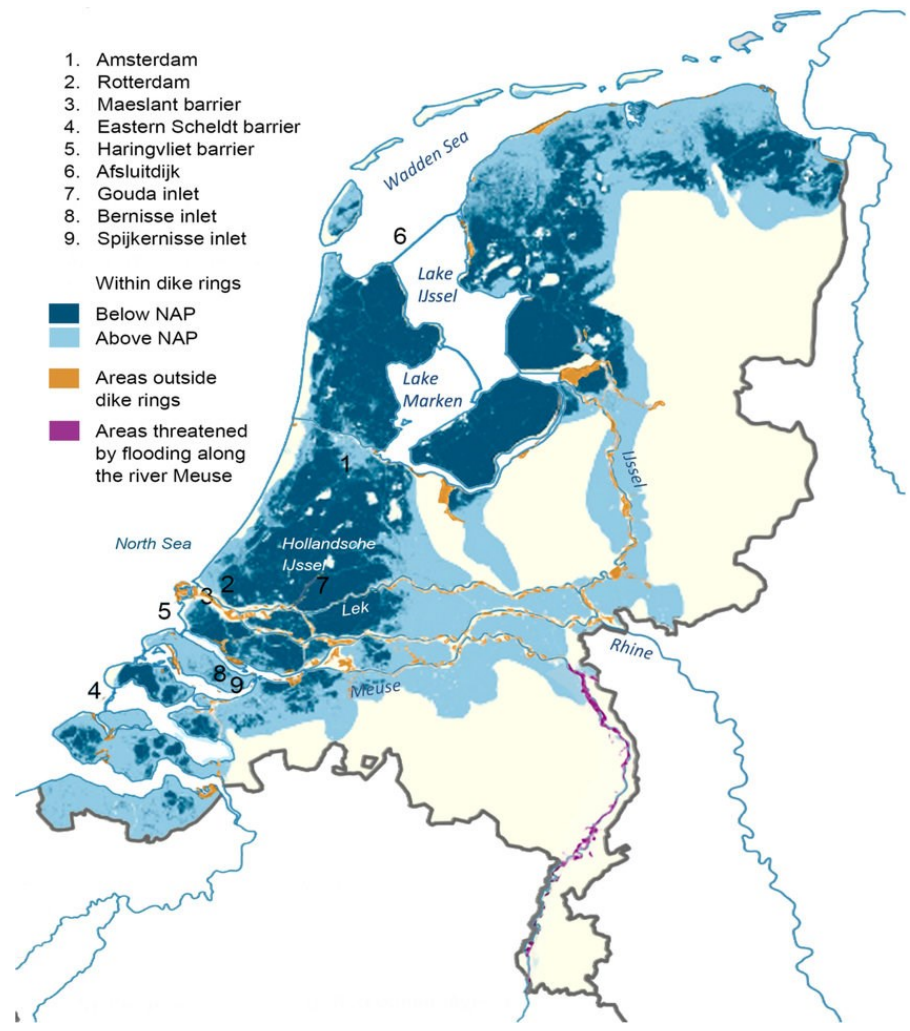 1. Amsterdam
2. Rotterdam
3. Maeslant barrier
4. Eastern Scheldt barrier
5. Haringvliet barrier
6. Afsluitdijk
7. Gouda inlet
8. Bernisse inlet
9. Spijkernisse inlet
Within dike rings
Below NAP
Above NAP
Areas outside
dike rings
Areas threatened
by flooding along
the river Meuse
Wadden Sea
6
Lake
IJssel
Lake
Marken
1
IJssel
North Sea
Hollandsche
IJssel
2
7
3
5
Lek
Rhine
8
9
4
Meuse